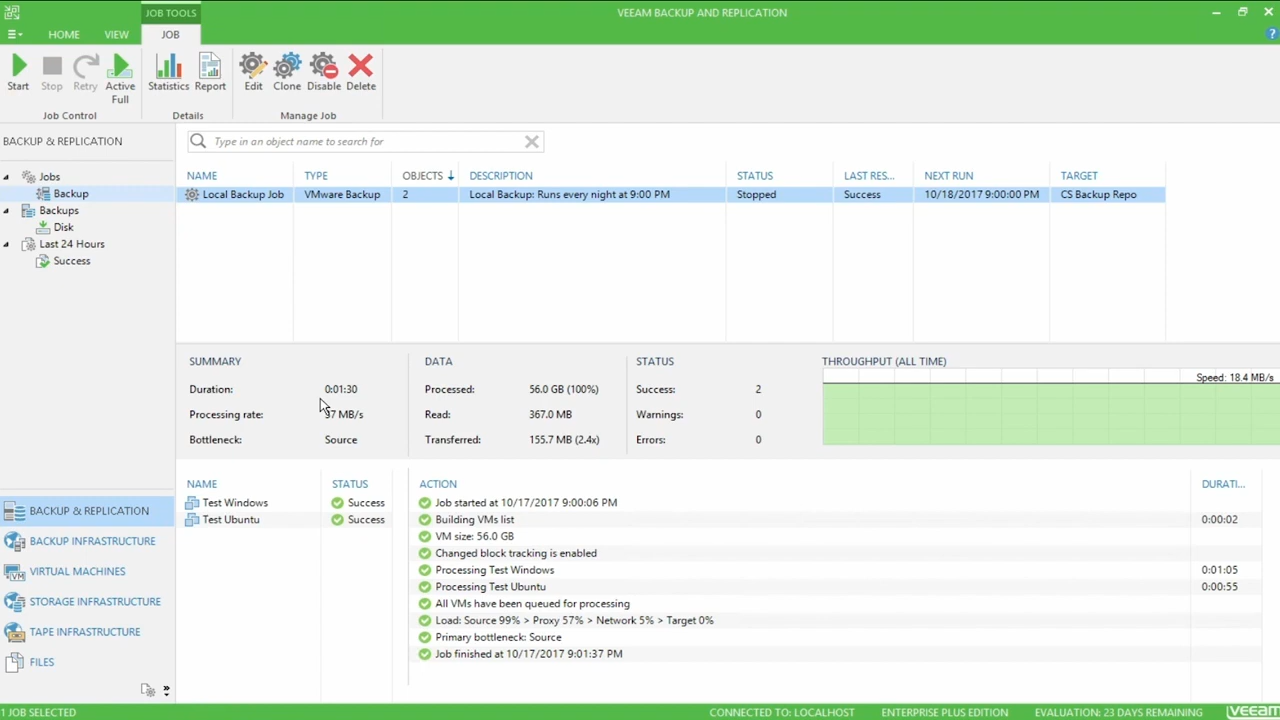 JOB TOOLS
VEEAM BACKUP AND REPLICATION
HOME VIEW JOB
Start Stop Retry Active Full Statistics Report Edit Clone Disable Delete
Job Control Details Manage Job
BACKUP & REPLICATION
Type in an object name to search for
Jobs
Backup
Backups
Disk
Last 24 Hours
Success
NAME TYPE OBJECTS DESCRIPTION STATUS LAST RES... NEXT RUN TARGET
Local Backup Job VMware Backup 2 Local Backup: Runs every night at 9:00 PM Stopped Success 10/18/2017 9:00:00 PM CS Backup Repo
SUMMARY
Duration: 0:01:30
Processing rate: 37 MB/s
Bottleneck: Source
DATA
Processed: 56.0 GB (100%)
Read: 367.0 MB
Transferred: 155.7 MB (2.4x)
STATUS
Success: 2
Warnings: 0
Errors: 0
THROUGHPUT (ALL TIME)
Speed: 18.4 MB/s
NAME STATUS
Test Windows Success
Test Ubuntu Success
ACTION DURATI...
Job started at 10/17/2017 9:00:06 PM
Building VMs list 0:00:02
VM size: 56.0 GB
Changed block tracking is enabled
Processing Test Windows 0:01:05
Processing Test Ubuntu 0:00:55
All VMs have been queued for processing
Load: Source 99% > Proxy 57% > Network 5% > Target 0%
Primary bottleneck: Source
Job finished at 10/17/2017 9:01:37 PM
BACKUP & REPLICATION
BACKUP INFRASTRUCTURE
VIRTUAL MACHINES
STORAGE INFRASTRUCTURE
TAPE INFRASTRUCTURE
FILES
1 JOB SELECTED CONNECTED TO: LOCALHOST ENTERPRISE PLUS EDITION EVALUATION: 23 DAYS REMAINING VEEAM